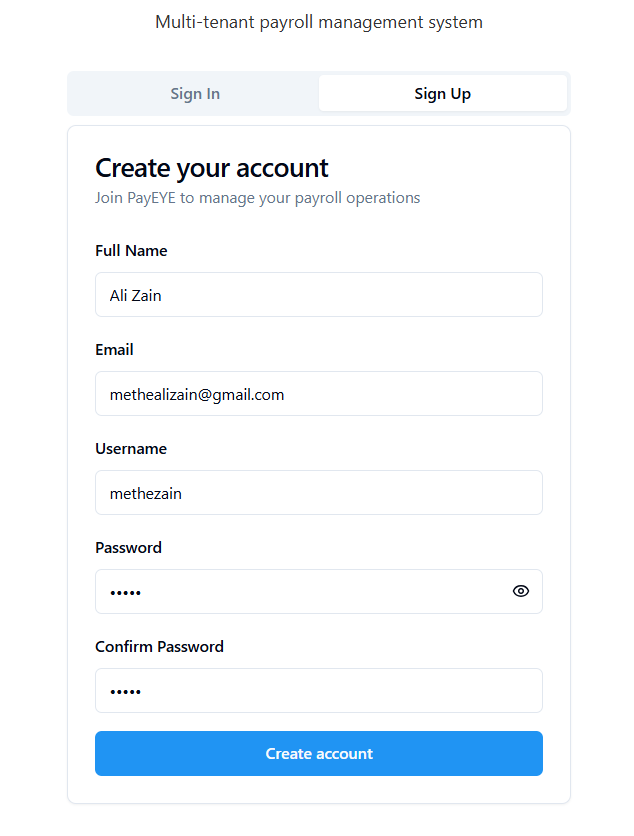 Multi-tenant payroll management system
Sign In
Sign Up
Create your account
Join PayEYE to manage your payroll operations
Full Name
Ali Zain
Email
methealizain@gmail.com
Username
methezain
Password
•••••
Confirm Password
•••••
Create account